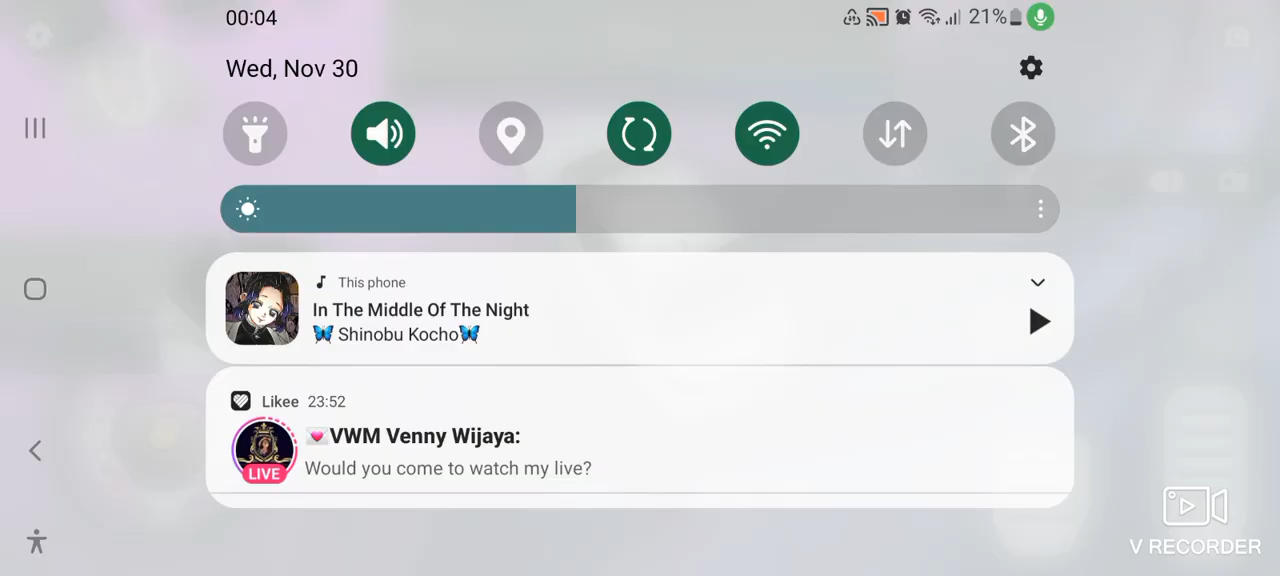 00:04
21%
Wed, Nov 30
This phone
In The Middle Of The Night
🦋 Shinobu Kocho🦋
Likee 23:52
💌VWM Venny Wijaya:
Would you come to watch my live?
LIVE
V RECORDER